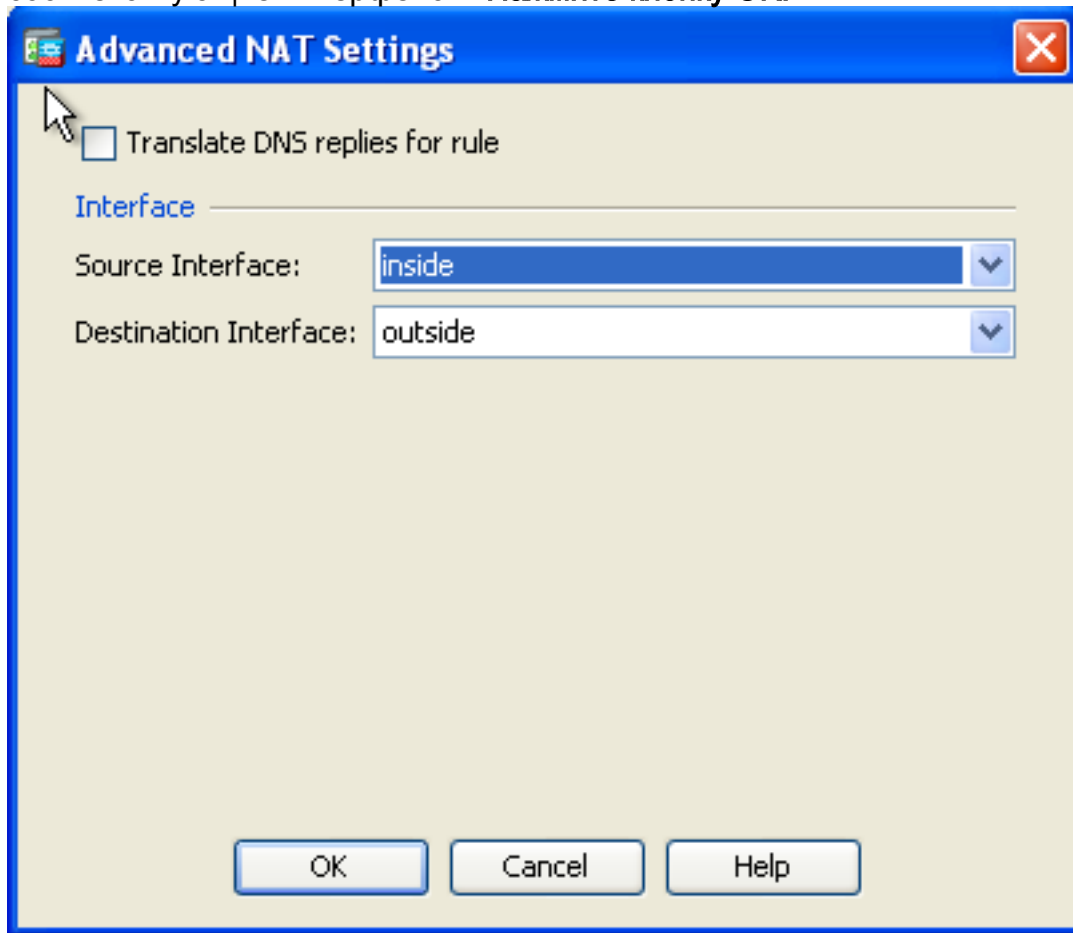 Advanced NAT Settings
Translate DNS replies for rule
Interface
Source Interface: inside
Destination Interface: outside
OK Cancel Help